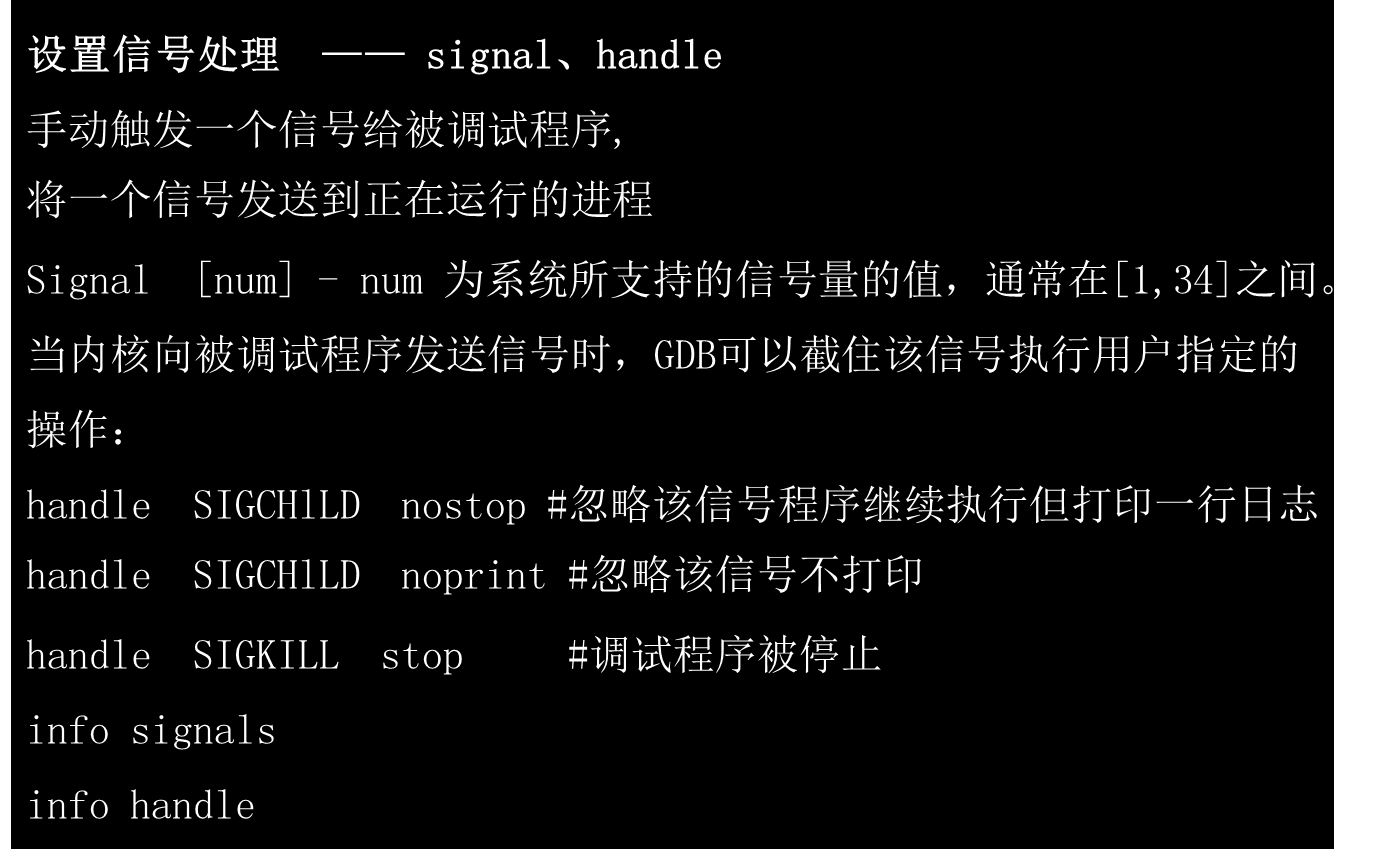 设置信号处理 —— signal、handle
手动触发一个信号给被调试程序,
将一个信号发送到正在运行的进程
Signal [num] - num 为系统所支持的信号量的值，通常在[1,34]之间。
当内核向被调试程序发送信号时，GDB可以截住该信号执行用户指定的
操作：
handle SIGCH1LD nostop #忽略该信号程序继续执行但打印一行日志
handle SIGCH1LD noprint #忽略该信号不打印
handle SIGKILL stop #调试程序被停止
info signals
info handle